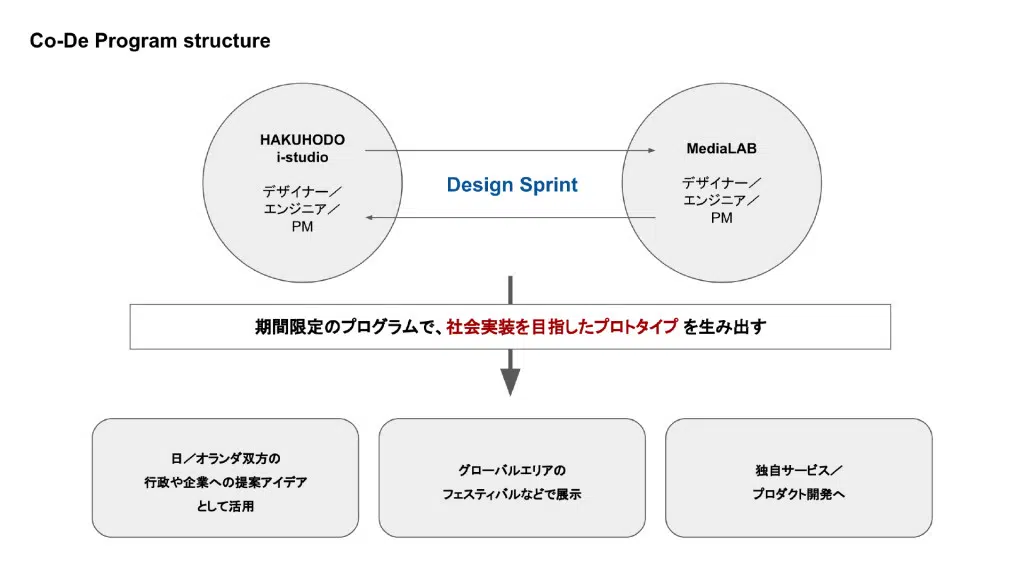 Co-De Program structure
HAKUHODO
i-studio
デザイナー／
エンジニア／
PM
Design Sprint
MediaLAB
デザイナー／
エンジニア／
PM
期間限定のプログラムで、社会実装を目指したプロトタイプ を生み出す
日／オランダ双方の
行政や企業への提案アイデア
として活用
グローバルエリアの
フェスティバルなどで展示
独自サービス／
プロダクト開発へ